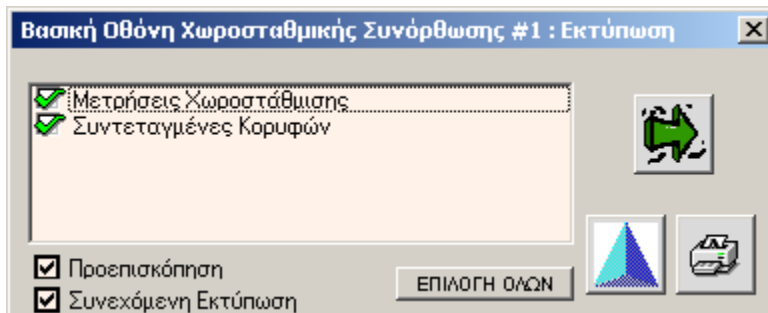 Βασική Οθόνη Χωροσταθμικής Συνόρθωσης #1 : Εκτύπωση
Μετρήσεις Χωροστάθμισης
Συντεταγμένες Κορυφών
Προεπισκόπηση
ΕΠΙΛΟΓΗ ΟΛΩΝ
Συνεχόμενη Εκτύπωση